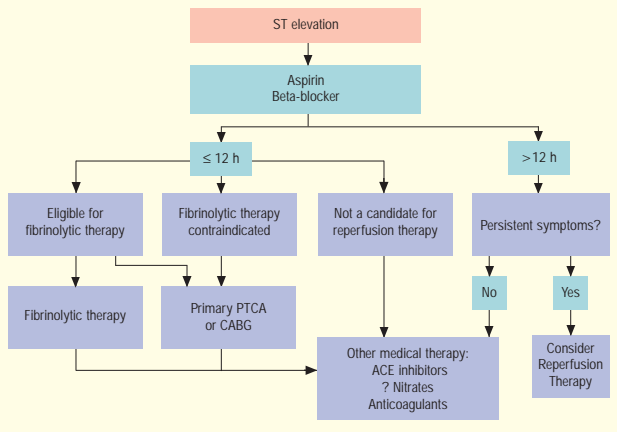 ST elevation
Aspirin
Beta-blocker
≤ 12 h
>12 h
Eligible for
fibrinolytic therapy
Fibrinolytic therapy
contraindicated
Not a candidate for
reperfusion therapy
Persistent symptoms?
Fibrinolytic therapy
Primary PTCA
or CABG
No
Yes
Other medical therapy:
ACE inhibitors
? Nitrates
Anticoagulants
Consider
Reperfusion
Therapy